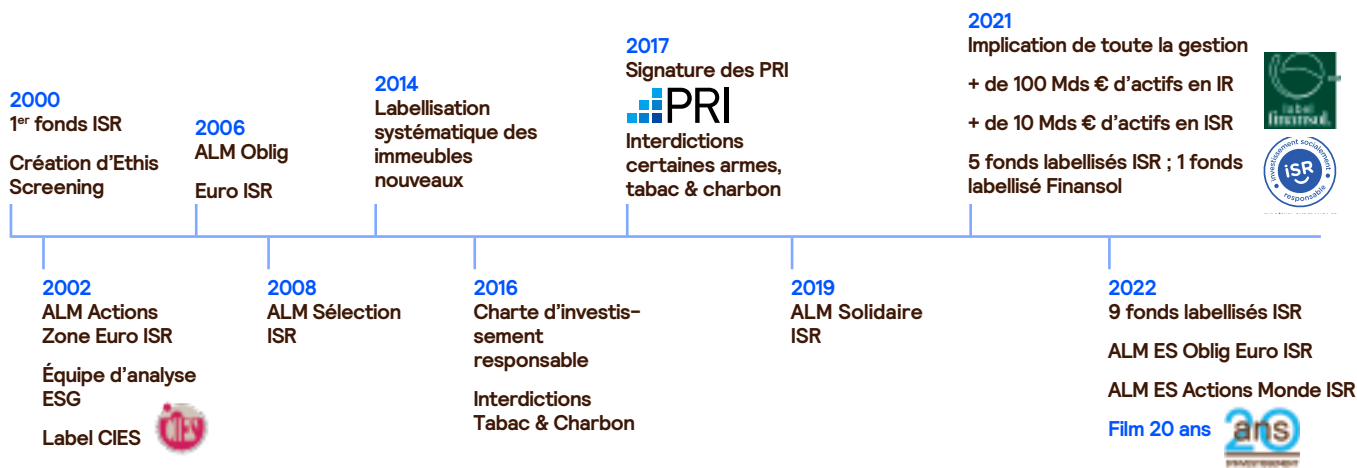 2000
1er fonds ISR
Création d'Ethis
Screening
2006
ALM Oblig
Euro ISR
2014
Labellisation
systématique des
immeubles
nouveaux
2017
Signature des PRI
PRI
Interdictions
certaines armes,
tabac & charbon
2021
Implication de toute la gestion
+ de 100 Mds € d'actifs en IR
+ de 10 Mds € d'actifs en ISR
5 fonds labellisés ISR ; 1 fonds
labellisé Finansol
label
finansol
investissement socialement
iSR
responsable
2002
ALM Actions
Zone Euro ISR
Équipe d'analyse
ESG
Label CIES
CIES
2008
ALM Sélection
ISR
2016
Charte d'investis-
sement
responsable
Interdictions
Tabac & Charbon
2019
ALM Solidaire
ISR
2022
9 fonds labellisés ISR
ALM ES Oblig Euro ISR
ALM ES Actions Monde ISR
Film 20 ans
20
ans